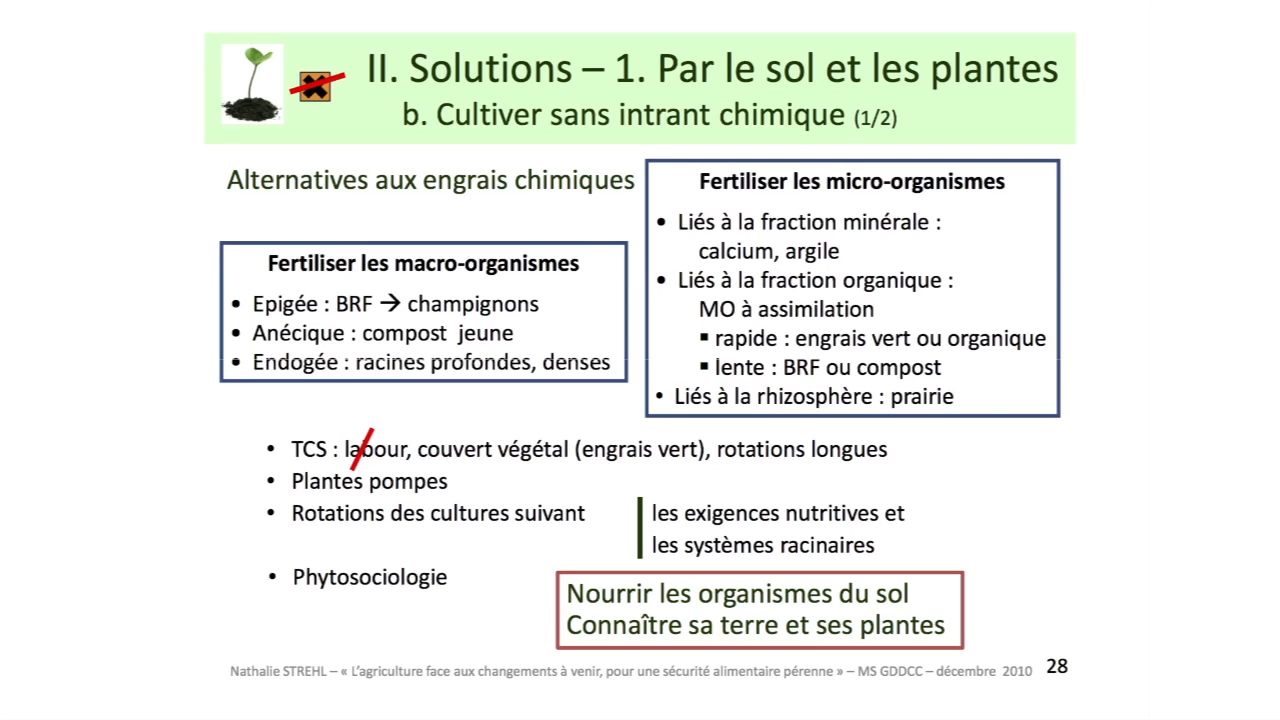 II. Solutions – 1. Par le sol et les plantes
b. Cultiver sans intrant chimique (1/2)
Alternatives aux engrais chimiques
Fertiliser les macro-organismes
• Epigée : BRF → champignons
• Anécique : compost jeune
• Endogée : racines profondes, denses
Fertiliser les micro-organismes
• Liés à la fraction minérale :
calcium, argile
• Liés à la fraction organique :
MO à assimilation
▪ rapide : engrais vert ou organique
▪ lente : BRF ou compost
• Liés à la rhizosphère : prairie
• TCS : labour, couvert végétal (engrais vert), rotations longues
• Plantes pompes
• Rotations des cultures suivant
les exigences nutritives et
les systèmes racinaires
• Phytosociologie
Nourrir les organismes du sol
Connaître sa terre et ses plantes
Nathalie STREHL – « L'agriculture face aux changements à venir, pour une sécurité alimentaire pérenne » – MS GDDCC – décembre 2010 28